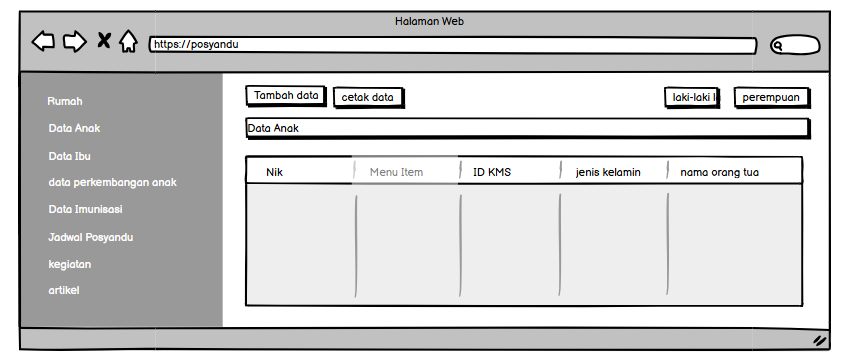 Halaman Web
https://posyandu
Rumah
Data Anak
Data Ibu
data perkembangan anak
Data Imunisasi
Jadwal Posyandu
kegiatan
artikel
Tambah data
cetak data
laki-laki l
perempuan
Data Anak
Nik
Menu Item
ID KMS
jenis kelamin
nama orang tua